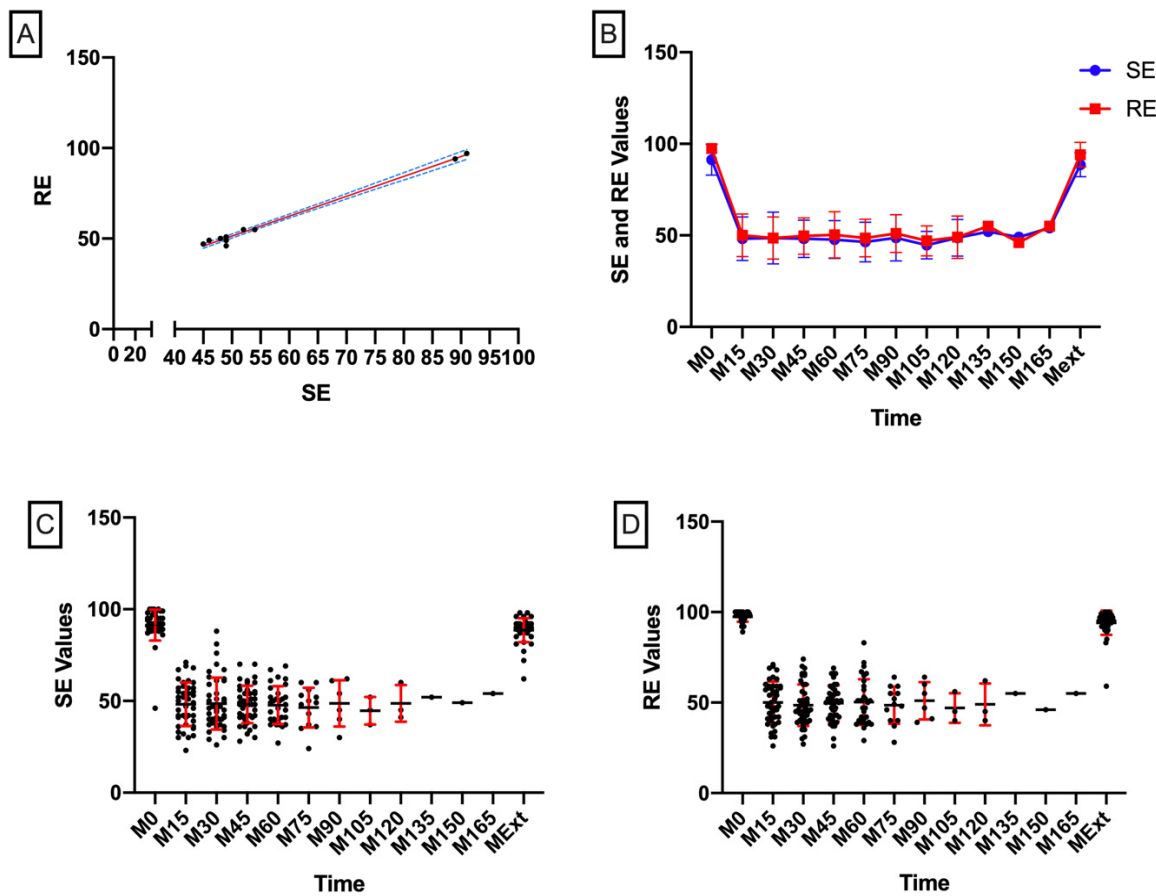 A
150
100
50
0
RE
0 20 40 45 50 55 60 65 70 75 80 85 90 95 100
SE
B
150
100
50
0
SE and RE Values
SE
RE
M0 M15 M30 M45 M60 M75 M90 M105 M120 M135 M150 M165 Mext
Time
C
150
100
50
0
SE Values
M0 M15 M30 M45 M60 M75 M90 M105 M120 M135 M150 M165 MExt
Time
D
150
100
50
0
RE Values
M0 M15 M30 M45 M60 M75 M90 M105 M120 M135 M150 M165 MExt
Time